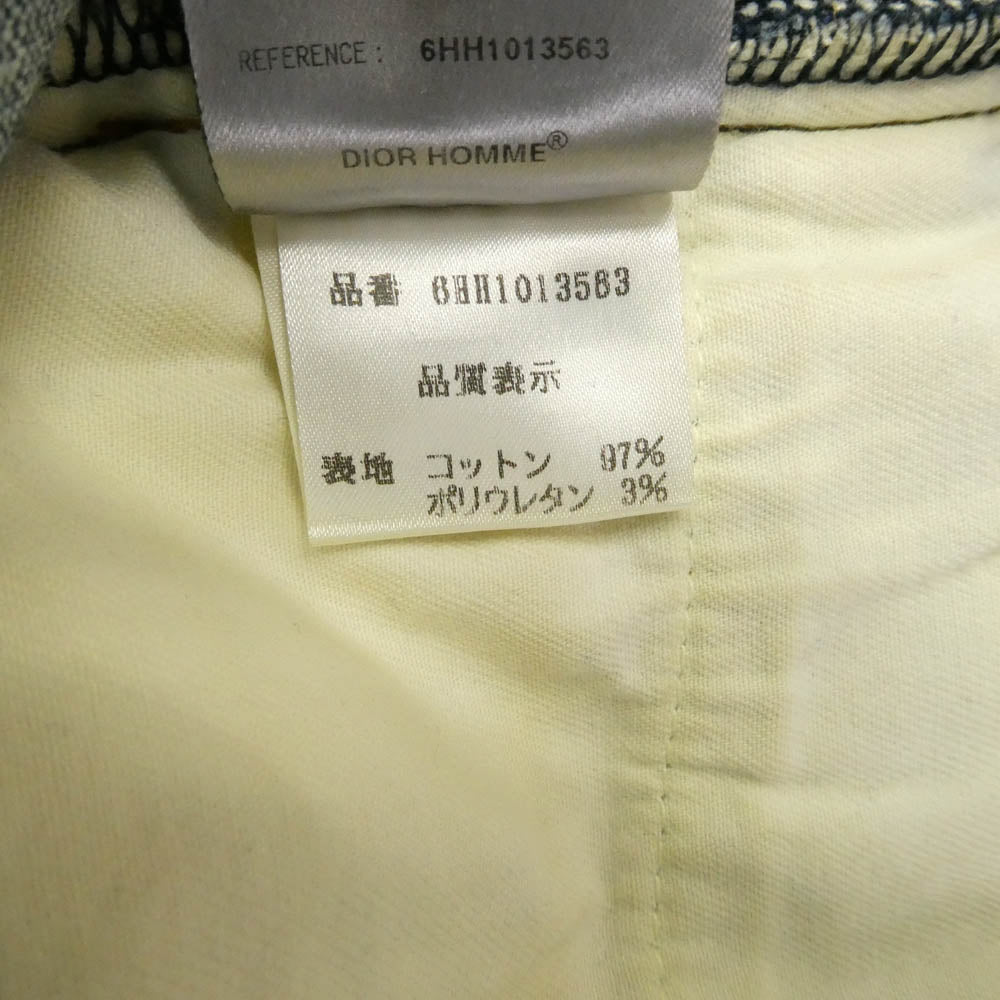 REFERENCE: 6HH1013563
DIOR HOMME®
品番 6HH1013563
品質表示
表地 コットン 97%
ポリウレタン 3%